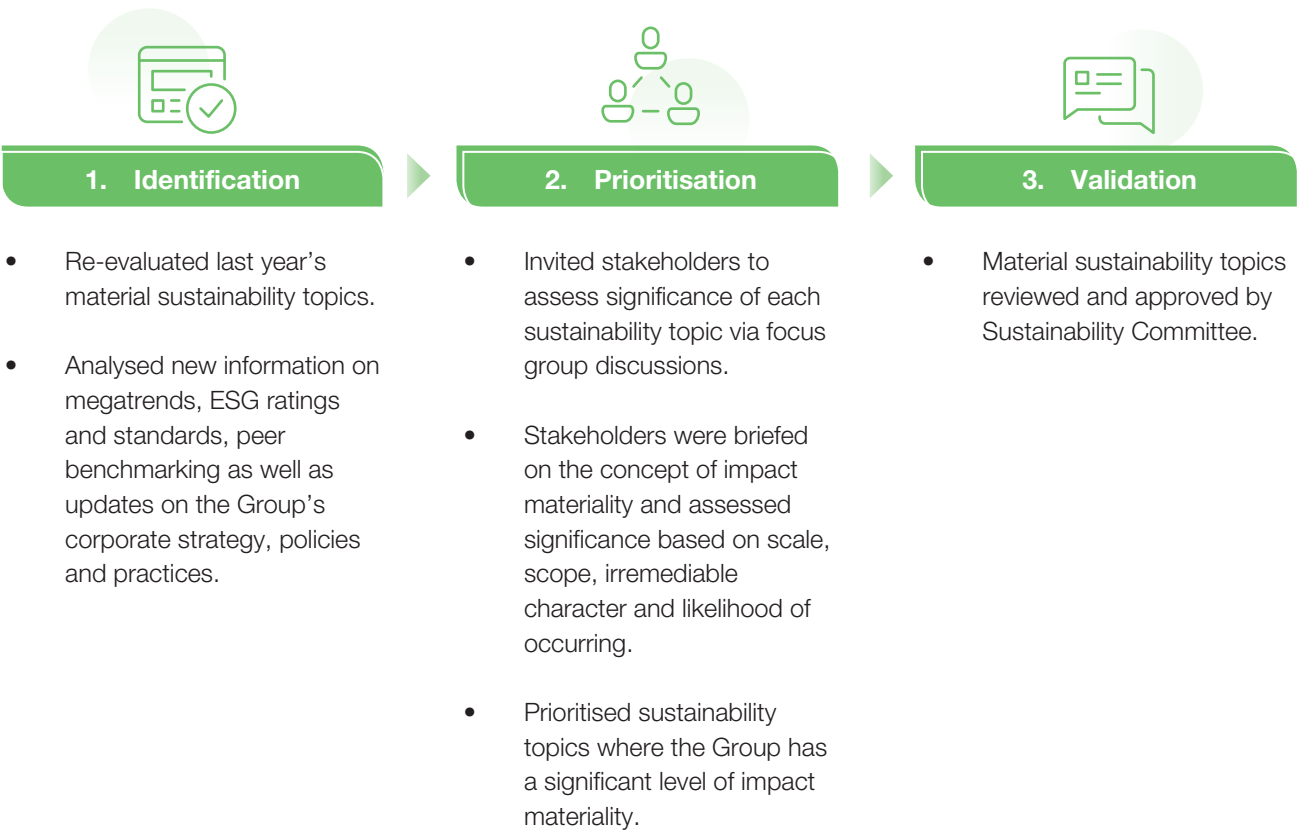 1. Identification
• Re-evaluated last year's
material sustainability topics.
• Analysed new information on
megatrends, ESG ratings
and standards, peer
benchmarking as well as
updates on the Group's
corporate strategy, policies
and practices.
2. Prioritisation
• Invited stakeholders to
assess significance of each
sustainability topic via focus
group discussions.
• Stakeholders were briefed
on the concept of impact
materiality and assessed
significance based on scale,
scope, irremediable
character and likelihood of
occurring.
• Prioritised sustainability
topics where the Group has
a significant level of impact
materiality.
3. Validation
• Material sustainability topics
reviewed and approved by
Sustainability Committee.